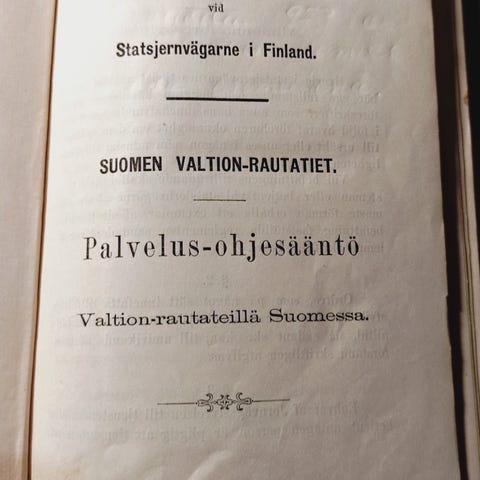 vid
Statsjernvägarne i Finland.
SUOMEN VALTION-RAUTATIET.
Palvelus-ohjesääntö
Valtion-rautateillä Suomessa.